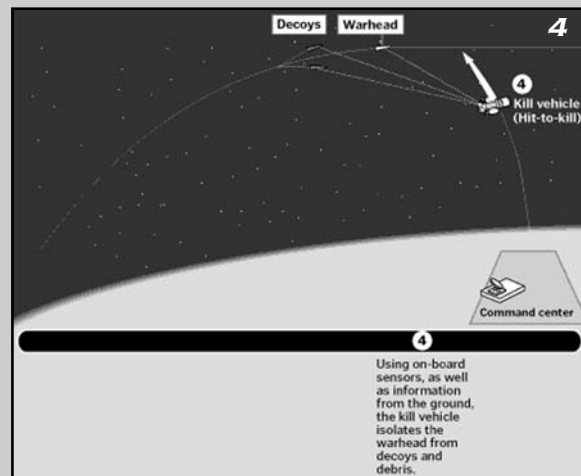 Decoys
Warhead
4
4
Kill vehicle
(Hit-to-kill)
Command center
4
Using on-board
sensors, as well
as information
from the ground,
the kill vehicle
isolates the
warhead from
decoys and
debris.